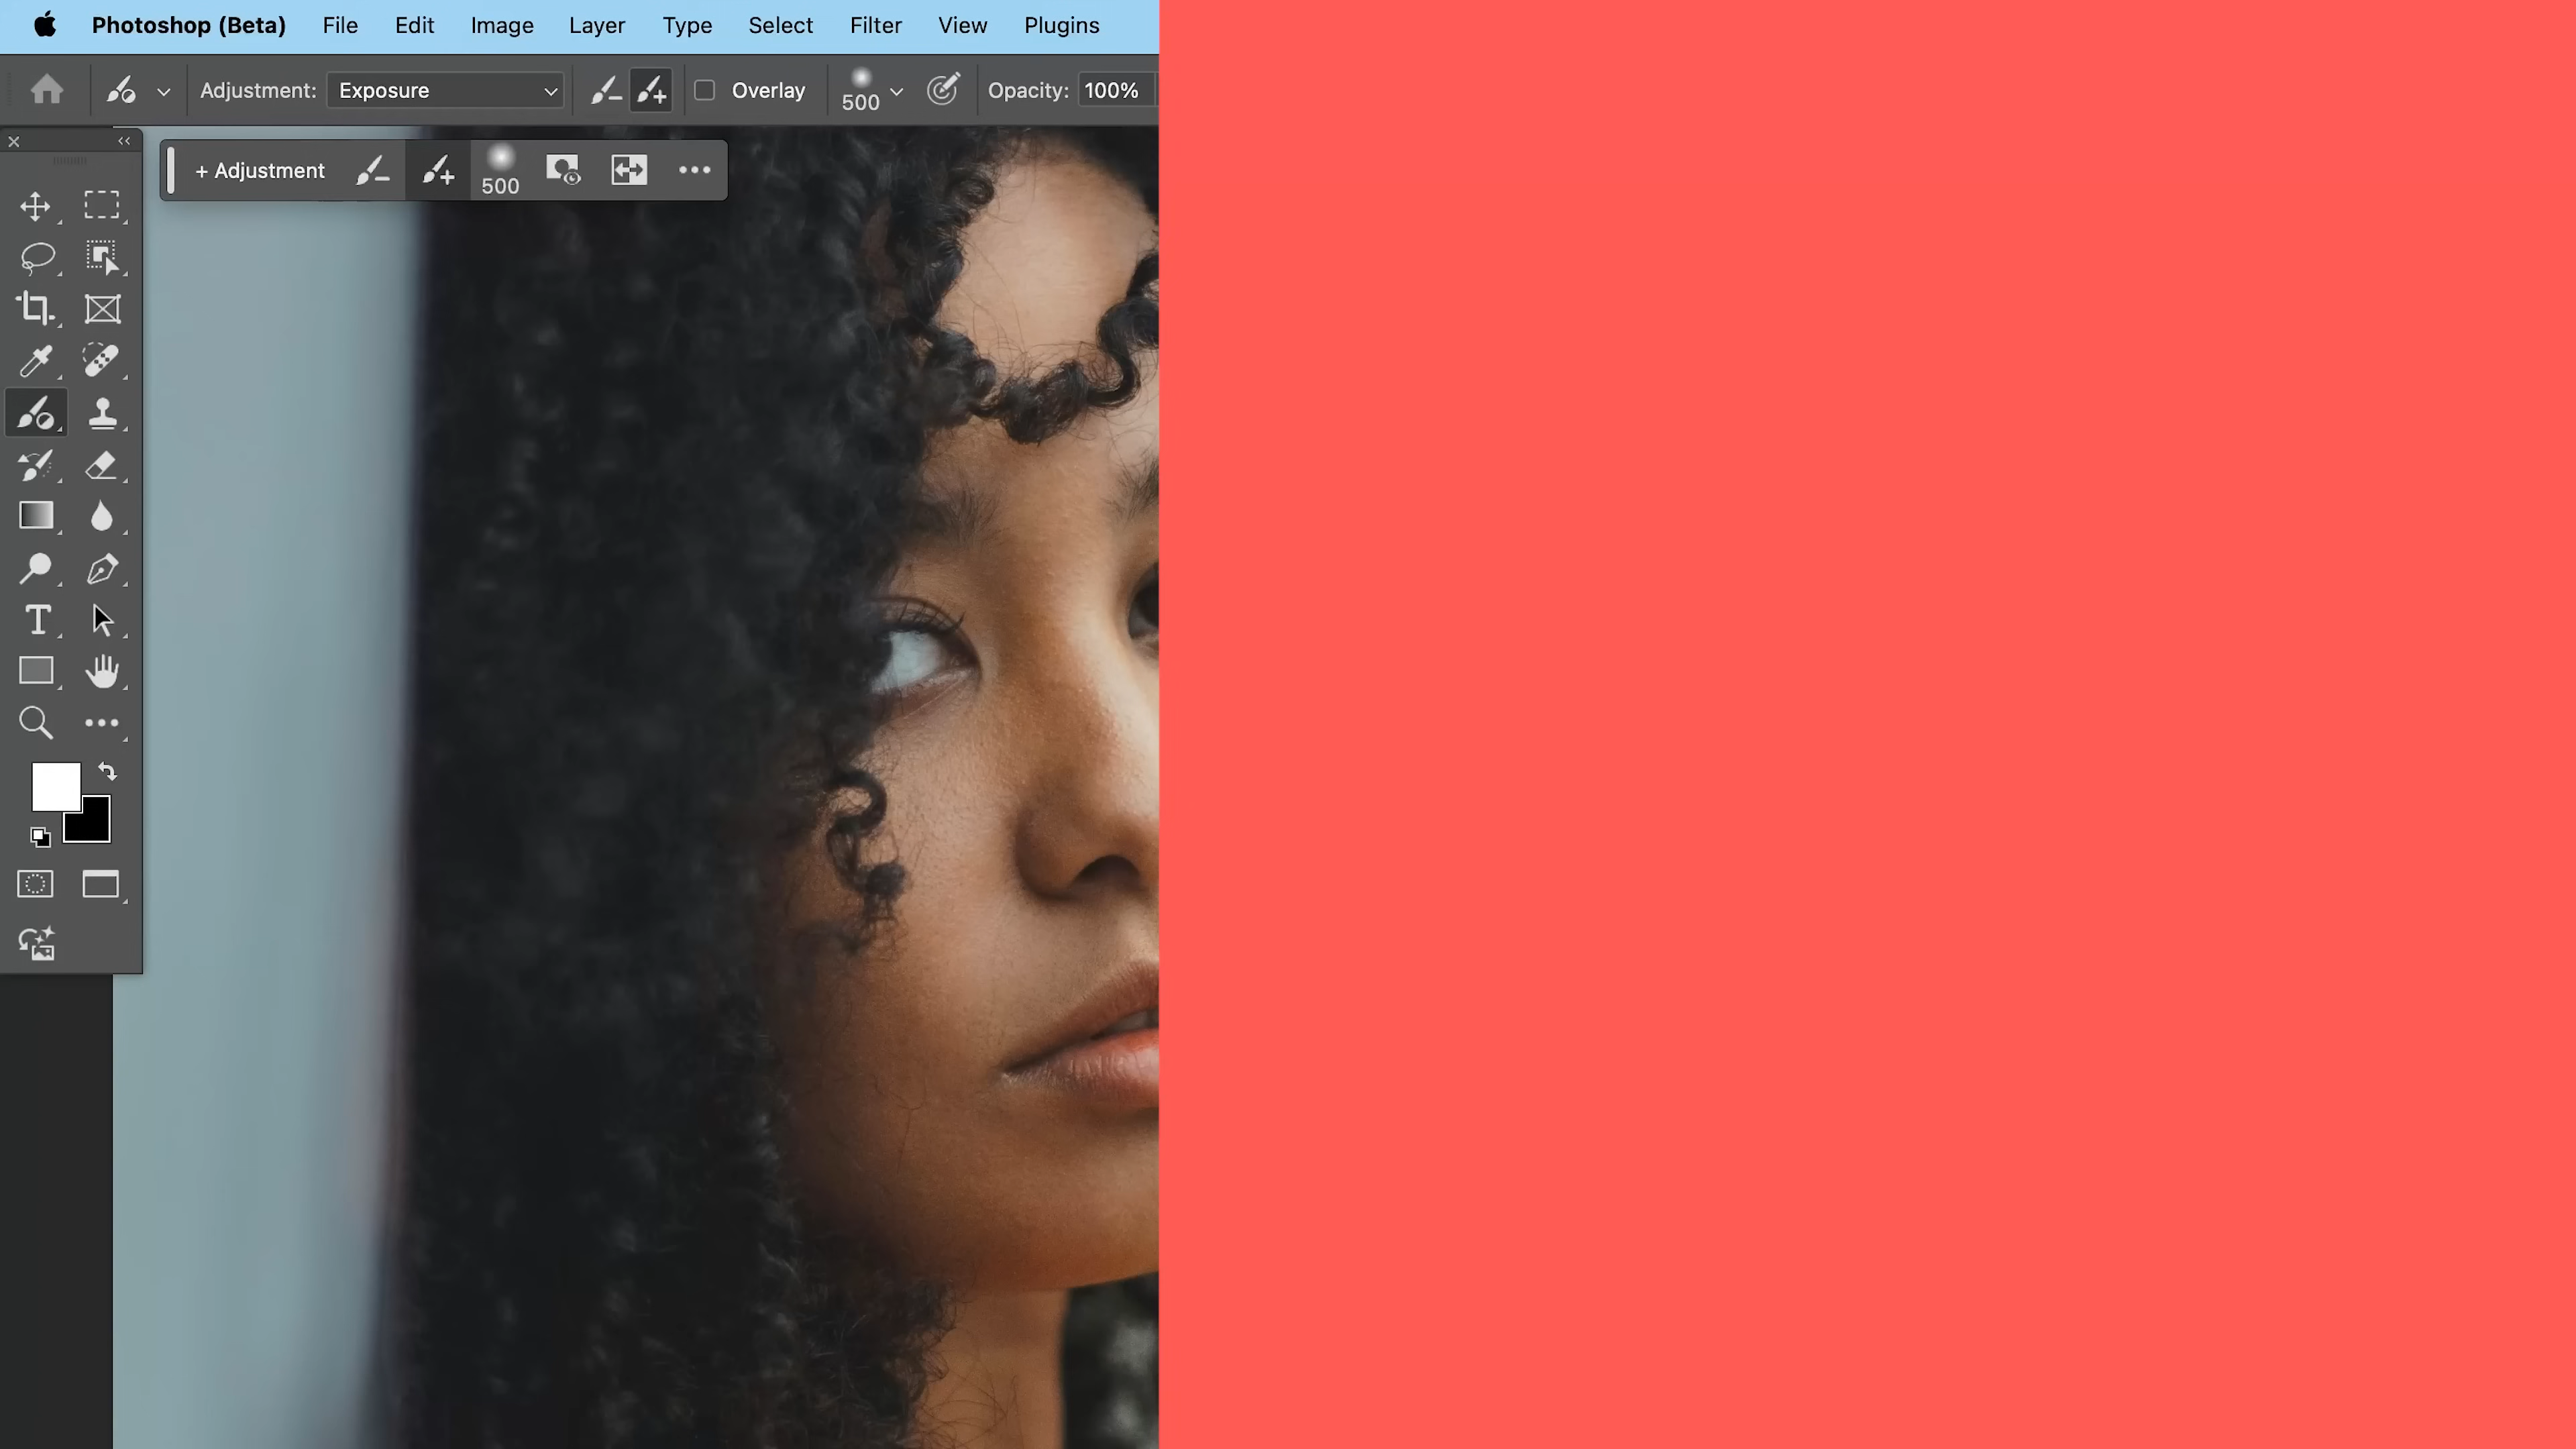 Photoshop (Beta) File Edit Image Layer Type Select Filter View Plugins
Adjustment: Exposure Overlay 500 Opacity: 100%
+ Adjustment 500